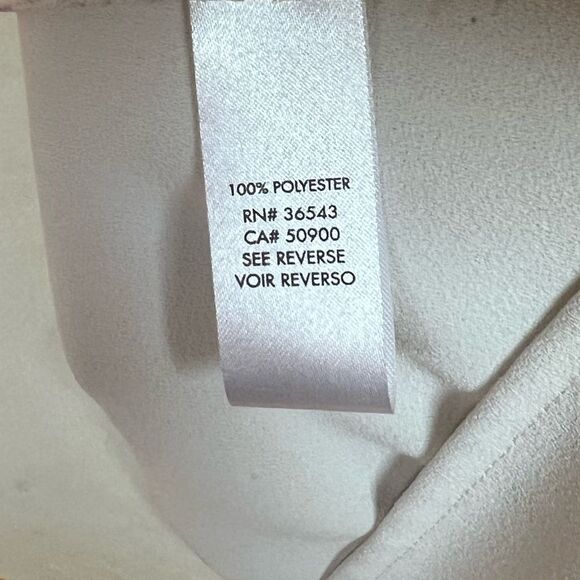 100% POLYESTER
RN# 36543
CA# 50900
SEE REVERSE
VOIR REVERSO